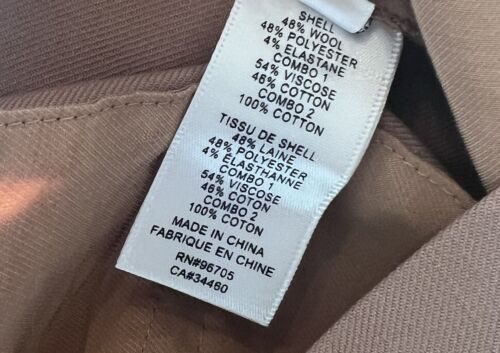 SHELL
48% WOOL
48% POLYESTER
4% ELASTANE
COMBO 1
54% VISCOSE
46% COTTON
COMBO 2
100% COTTON
TISSU DE SHELL
48% LAINE
48% POLYESTER
4% ELASTHANNE
COMBO 1
54% VISCOSE
46% COTON
COMBO 2
100% COTON
MADE IN CHINA
FABRIQUE EN CHINE
RN#96705
CA#34460